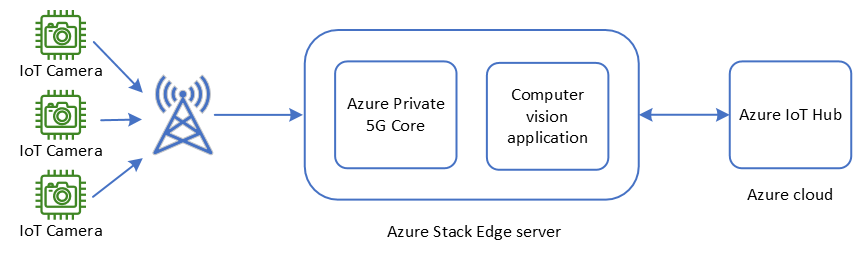 IoT Camera
IoT Camera
IoT Camera
Azure Private
5G Core
Computer
vision
application
Azure Stack Edge server
Azure IoT Hub
Azure cloud